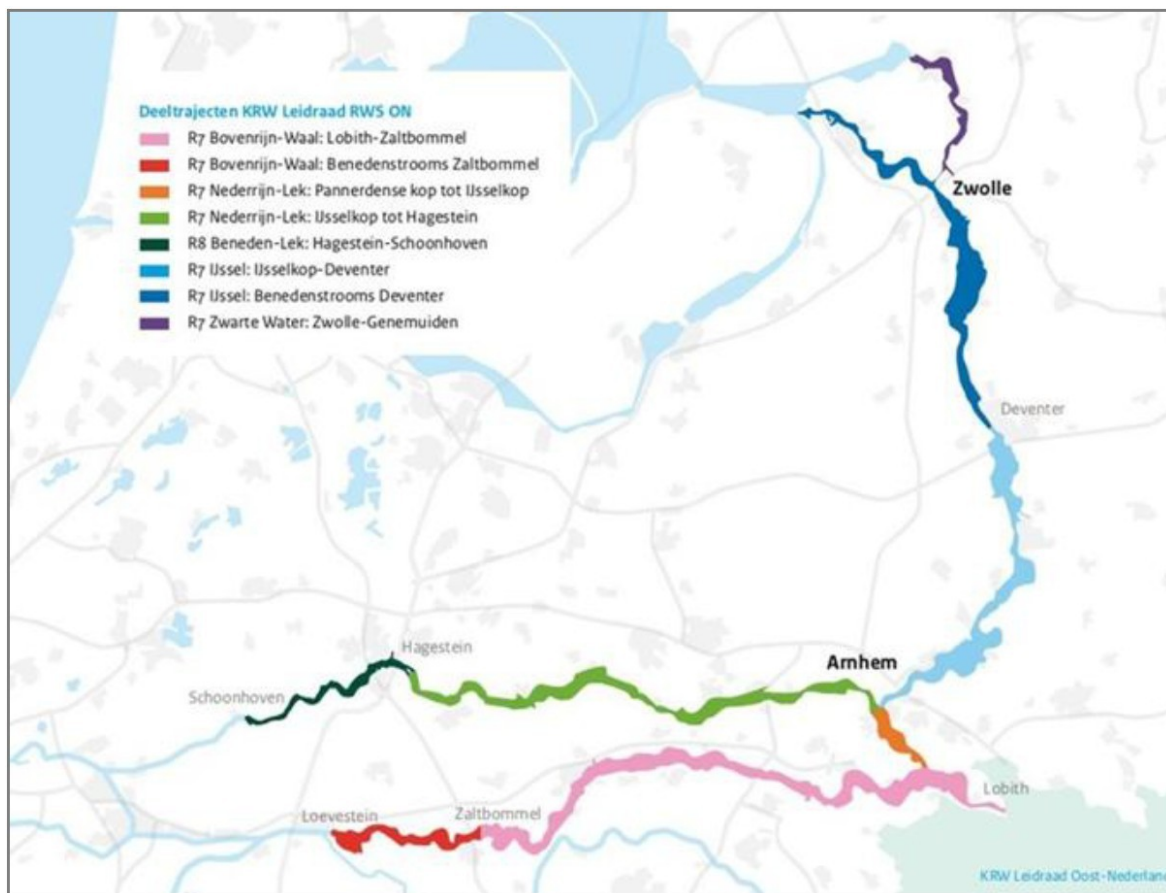 Deeltrajecten KRW Leidraad RWS ON
R7 Bovenrijn-Waal: Lobith-Zaltbommel
R7 Bovenrijn-Waal: Benedenstrooms Zaltbommel
R7 Nederrijn-Lek: Pannerdense kop tot IJsselkop
R7 Nederrijn-Lek: IJsselkop tot Hagestein
R8 Beneden-Lek: Hagestein-Schoonhoven
R7 IJssel: IJsselkop-Deventer
R7 IJssel: Benedenstrooms Deventer
R7 Zwarte Water: Zwolle-Genemuiden
Zwolle
Deventer
Hagestein
Arnhem
Schoonhoven
Lobith
Loevestein
Zaltbommel
KRW Leidraad Oost-Nederland